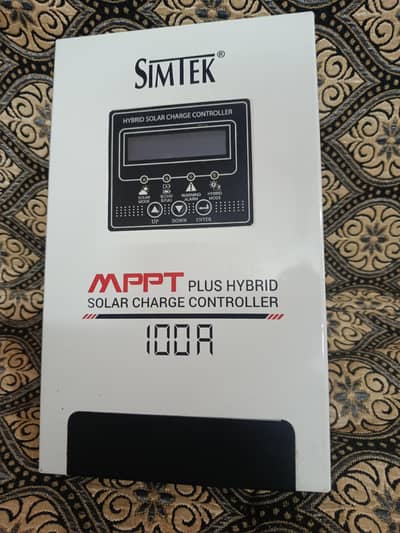 SIMTEK®
HYBRID SOLAR CHARGE CONTROLLER
SOLAR MODE
WARNING ALARM
HYBRID MODE
UP DOWN ENTER
MPPT PLUS HYBRID
SOLAR CHARGE CONTROLLER
100A